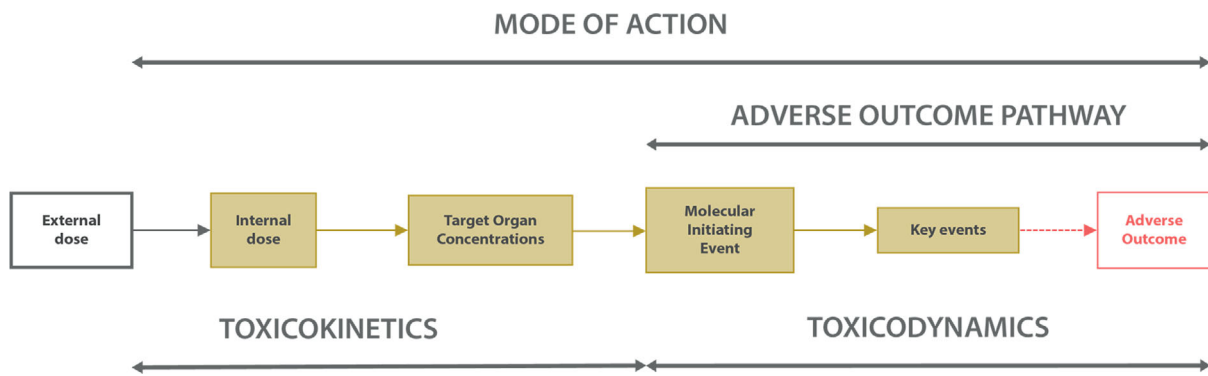 MODE OF ACTION
ADVERSE OUTCOME PATHWAY
External
dose
Internal
dose
Target Organ
Concentrations
Molecular
Initiating
Event
Key events
Adverse
Outcome
TOXICOKINETICS
TOXICODYNAMICS